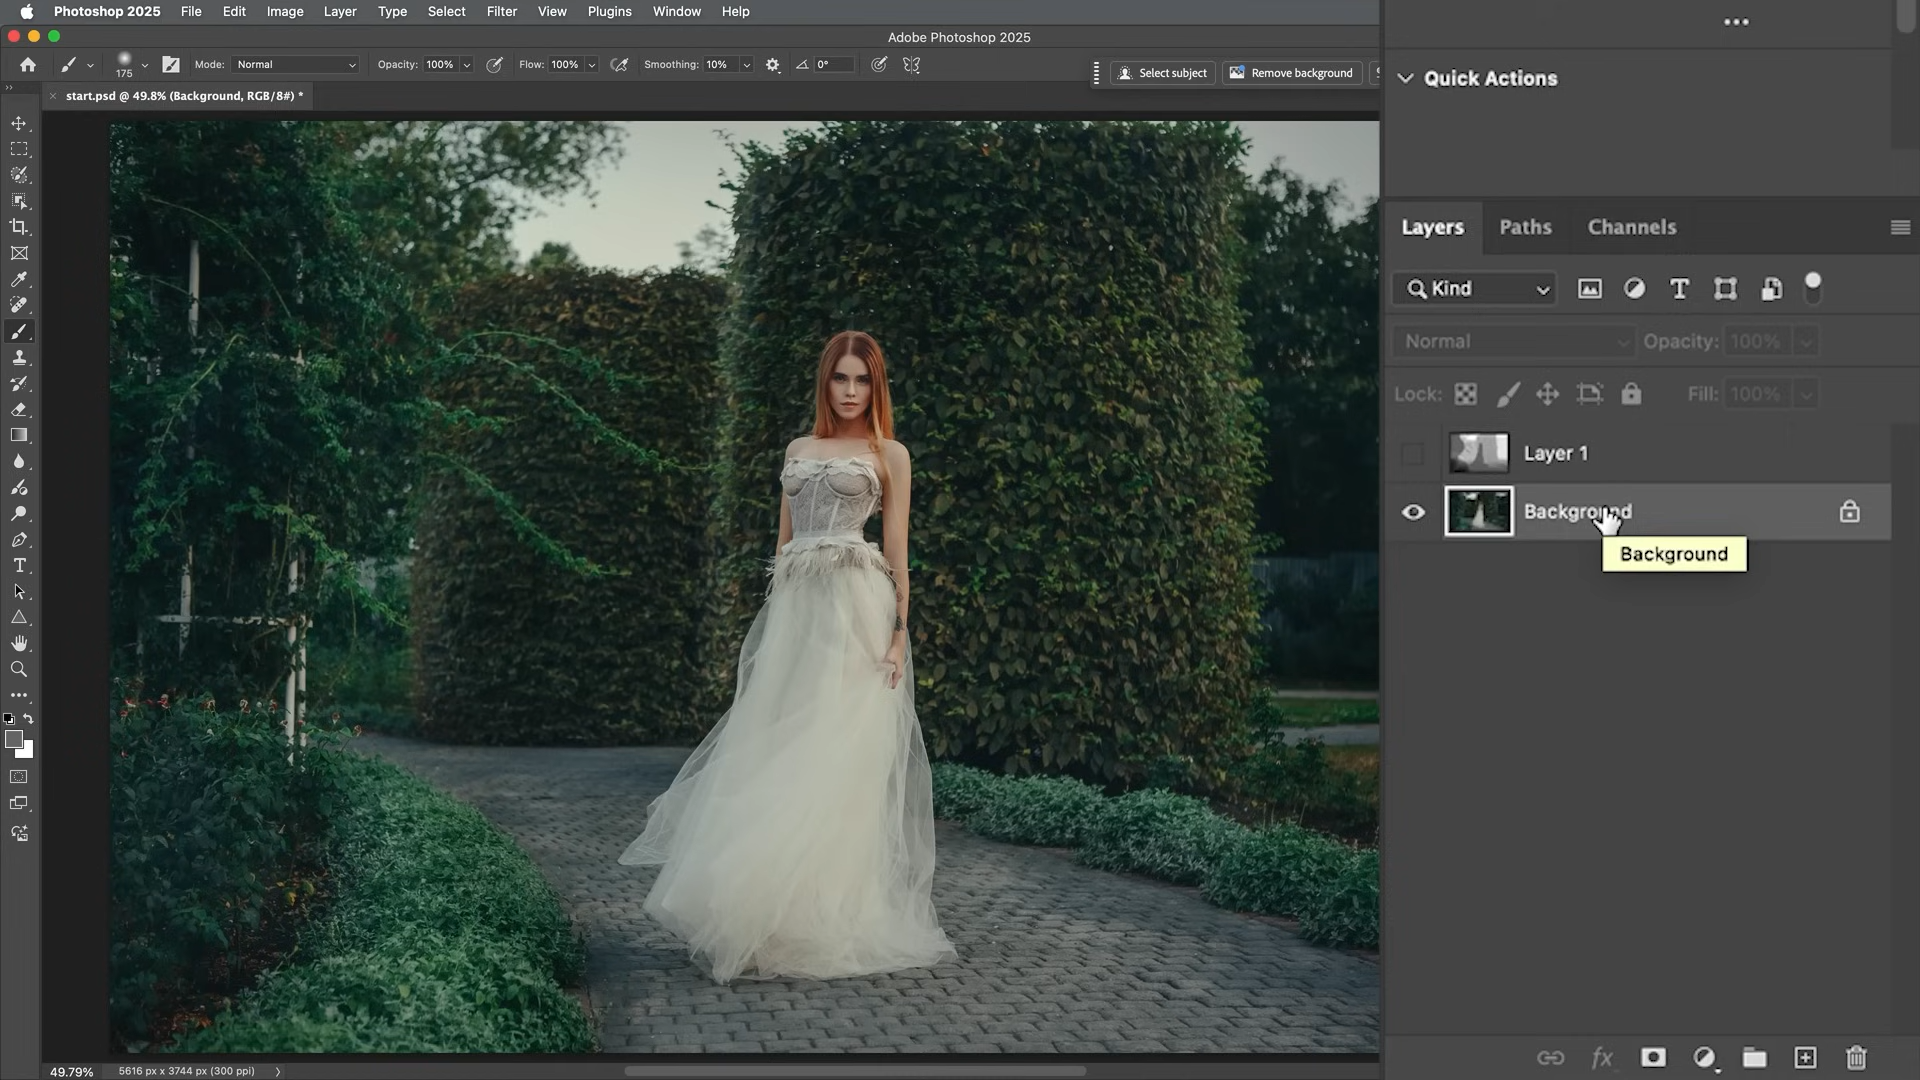 Photoshop 2025 File Edit Image Layer Type Select Filter View Plugins Window Help
Adobe Photoshop 2025
175 Mode: Normal Opacity: 100% Flow: 100% Smoothing: 10% 0° Select subject Remove background
start.psd @ 49.8% (Background, RGB/8#) *
Quick Actions
Layers Paths Channels
Kind
Normal Opacity: 100%
Lock: Fill: 100%
Layer 1
Background
Background
49.79% 5616 px x 3744 px (300 ppi)